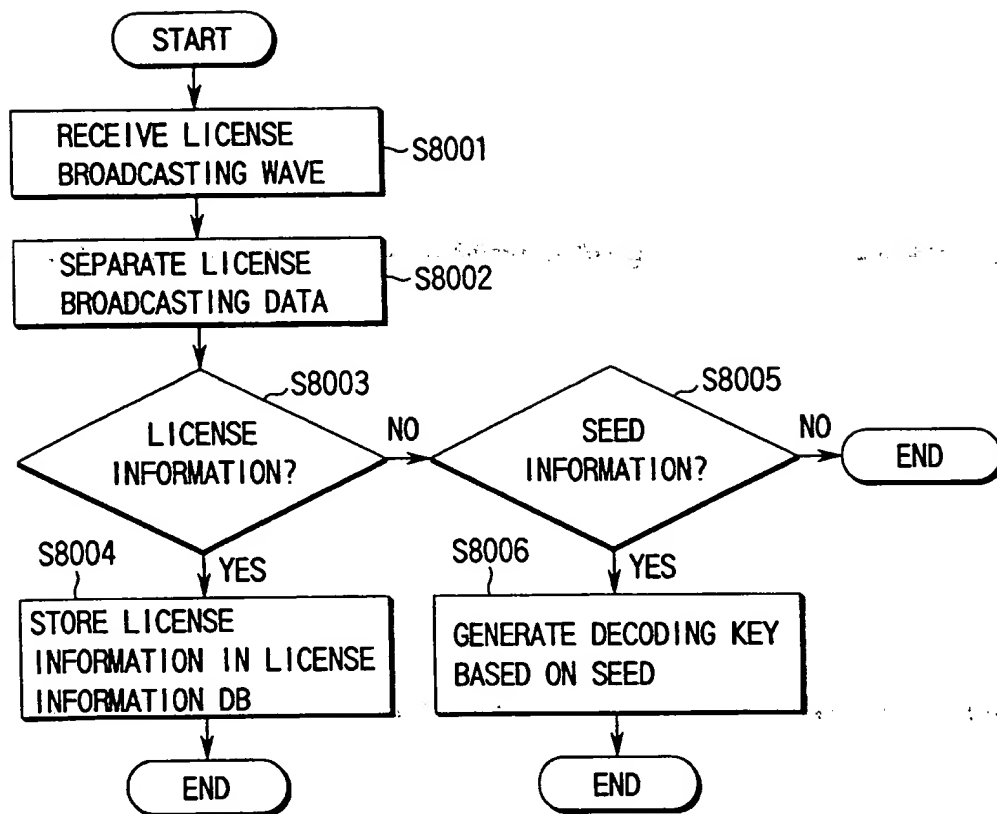 START
RECEIVE LICENSE
BROADCASTING WAVE
S8001
SEPARATE LICENSE
BROADCASTING DATA
S8002
S8003
LICENSE
INFORMATION?
NO
S8005
SEED
INFORMATION?
NO
END
S8004
YES
STORE LICENSE
INFORMATION IN LICENSE
INFORMATION DB
END
S8006
YES
GENERATE DECODING KEY
BASED ON SEED
END